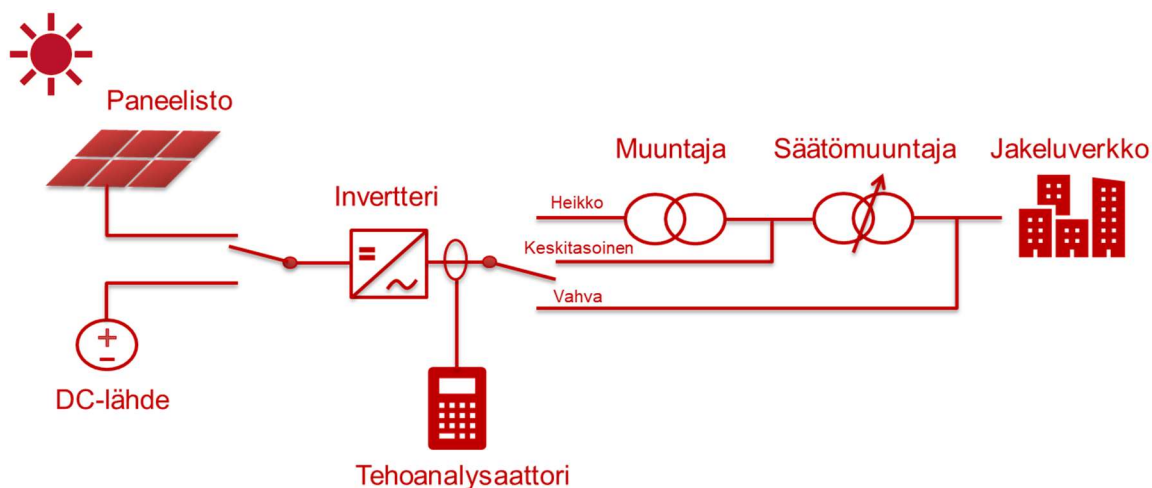 Paneelisto
Muuntaja
Säätömuuntaja
Jakeluverkko
Invertteri
Heikko
Keskitasoinen
Vahva
DC-lähde
Tehoanalysaattori